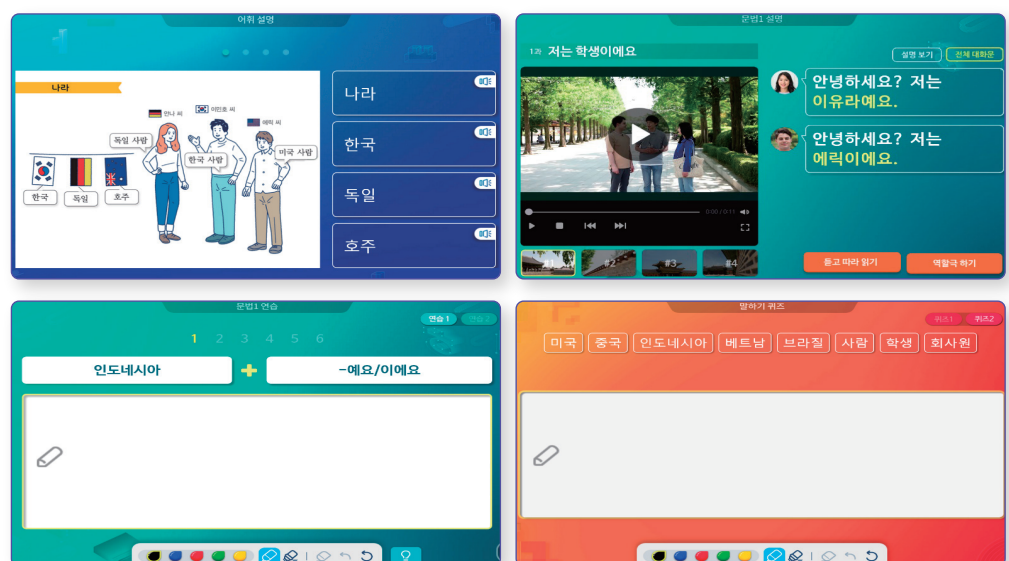 어휘 설명
나라
안나 씨
이민호 씨
에릭 씨
독일 사람
한국 사람
미국 사람
한국
독일
호주
나라
한국
독일
호주
문법1 설명
1과 저는 학생이에요
설명 보기
전체 대화문
안녕하세요? 저는
이유라예요.
안녕하세요? 저는
에릭이에요.
0:00 / 0:11
#1
#2
#3
#4
듣고 따라 읽기
역할극 하기
문법1 연습
연습 1
연습 2
1 2 3 4 5 6
인도네시아
+
-예요/이에요
말하기 퀴즈
퀴즈1
퀴즈2
미국 중국 인도네시아 베트남 브라질 사람 학생 회사원